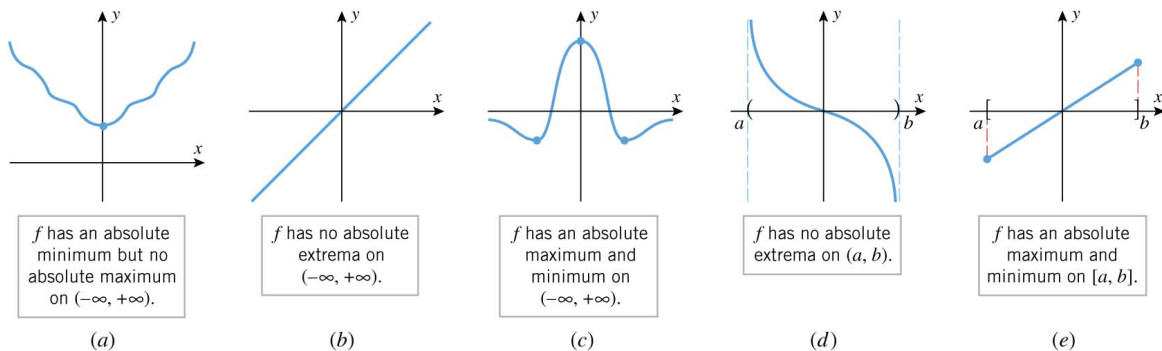 y
x
f has an absolute
minimum but no
absolute maximum
on (−∞, +∞).
(a)
y
x
f has no absolute
extrema on
(−∞, +∞).
(b)
y
x
f has an absolute
maximum and
minimum on
(−∞, +∞).
(c)
y
x
a ( ) b
f has no absolute
extrema on (a, b).
(d)
y
x
a [ ] b
f has an absolute
maximum and
minimum on [a, b].
(e)